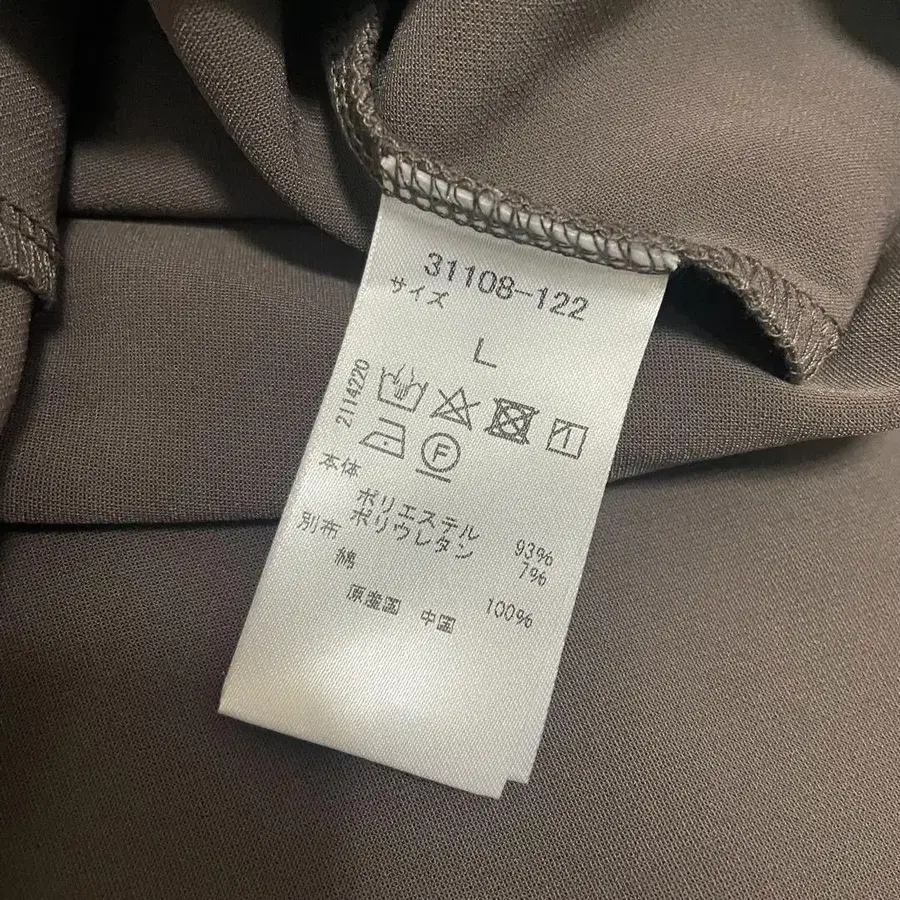 31108-122
サイズ
L
2114220
F
本体
ポリエステル 93%
ポリウレタン 7%
別布
綿 100%
原産国 中国